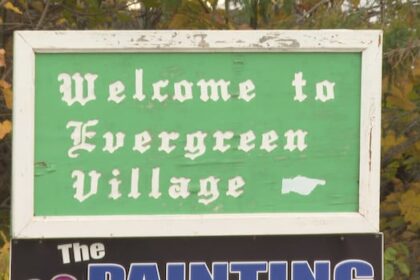 Welcome to
Evergreen
Village
The
PAINTING